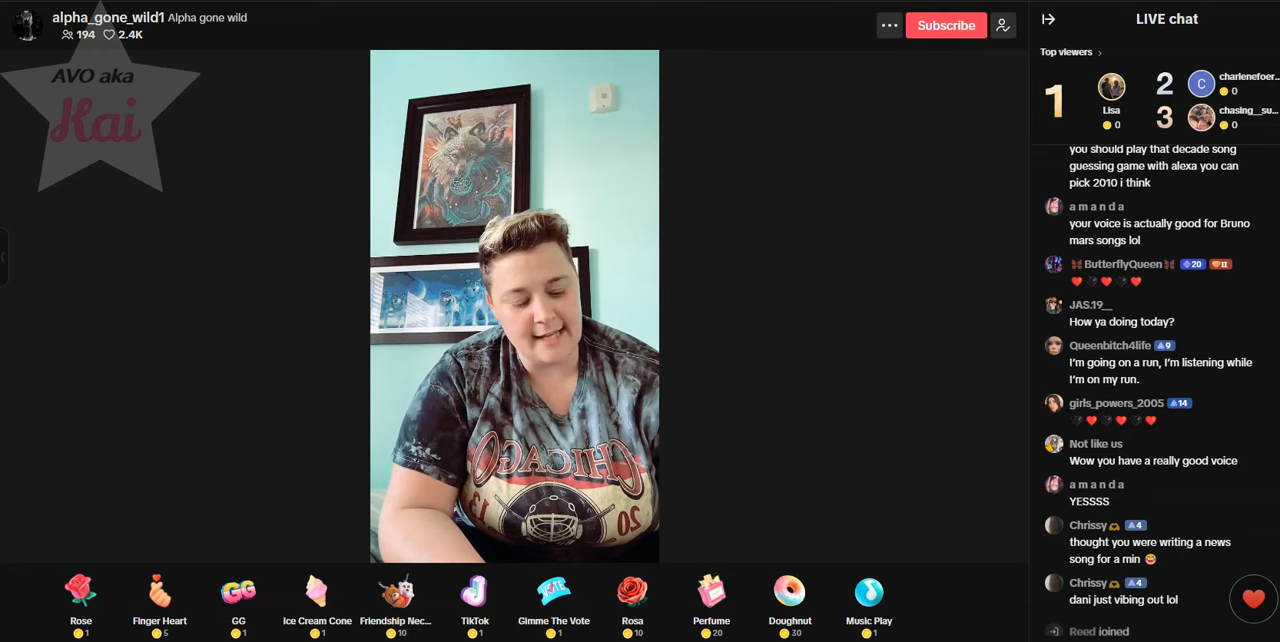 alpha_gone_wild1 Alpha gone wild
194 2.4K
Subscribe
AVO aka
Kai
CHICAGO
20 13
LIVE chat
Top viewers
1
Lisa
0
2
C
charlenefoer...
0
3
chasing__su...
0
you should play that decade song
guessing game with alexa you can
pick 2010 i think
a m a n d a
your voice is actually good for Bruno
mars songs lol
ButterflyQueen 20 II
JAS.19__
How ya doing today?
Queenbitch4life 9
I'm going on a run, I'm listening while
I'm on my run.
girls_powers_2005 14
Not like us
Wow you have a really good voice
a m a n d a
YESSSS
Chrissy 4
thought you were writing a news
song for a min
Chrissy 4
dani just vibing out lol
Reed joined
GG
VOTE
Rose
1
Finger Heart
5
GG
1
Ice Cream Cone
1
Friendship Nec...
10
TikTok
1
Gimme The Vote
1
Rosa
10
Perfume
20
Doughnut
30
Music Play
1